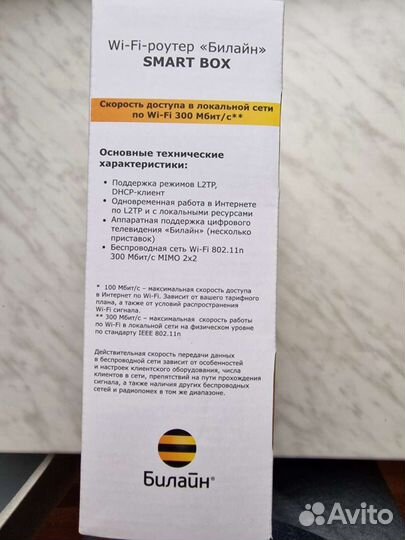 Wi-Fi-роутер «Билайн»
SMART BOX
Скорость доступа в локальной сети
по Wi-Fi 300 Мбит/с**
Основные технические
характеристики:
• Поддержка режимов L2TP,
DHCP-клиент
• Одновременная работа в Интернете
по L2TP и с локальными ресурсами
• Аппаратная поддержка цифрового
телевидения «Билайн» (несколько
приставок)
• Беспроводная сеть Wi-Fi 802.11n
300 Мбит/с MIMO 2x2
* 100 Мбит/с – максимальная скорость доступа
в Интернет по Wi-Fi. Зависит от вашего тарифного
плана, а также от условий распространения
Wi-Fi сигнала.
** 300 Мбит/с – максимальная скорость работы
по Wi-Fi в локальной сети на физическом уровне
по стандарту IEEE 802.11n
Действительная скорость передачи данных
в беспроводной сети зависит от особенностей
и настроек клиентского оборудования, числа
клиентов в сети, препятствий на пути прохождения
сигнала, а также наличия других беспроводных
сетей и радиопомех в том же диапазоне.
Билайн®
Avito